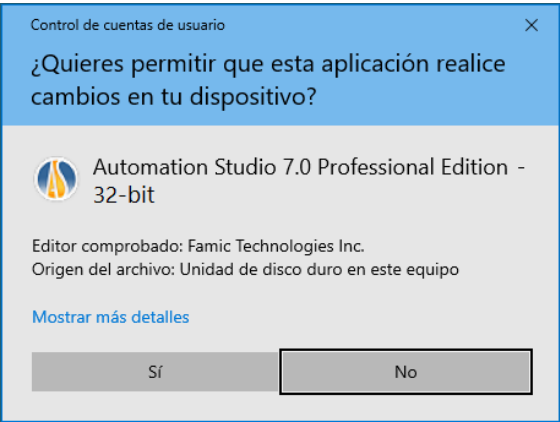 Control de cuentas de usuario
¿Quieres permitir que esta aplicación realice
cambios en tu dispositivo?
Automation Studio 7.0 Professional Edition -
32-bit
Editor comprobado: Famic Technologies Inc.
Origen del archivo: Unidad de disco duro en este equipo
Mostrar más detalles
Sí
No